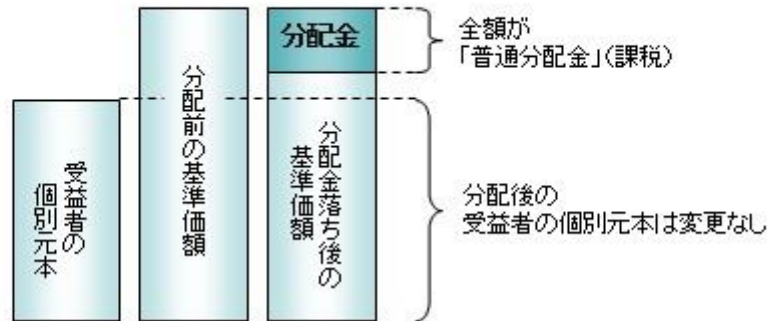 受益者の
個別元本
分配前の基準価額
分配金
分配金落ち後の
基準価額
全額が
「普通分配金」(課税)
分配後の
受益者の個別元本は変更なし